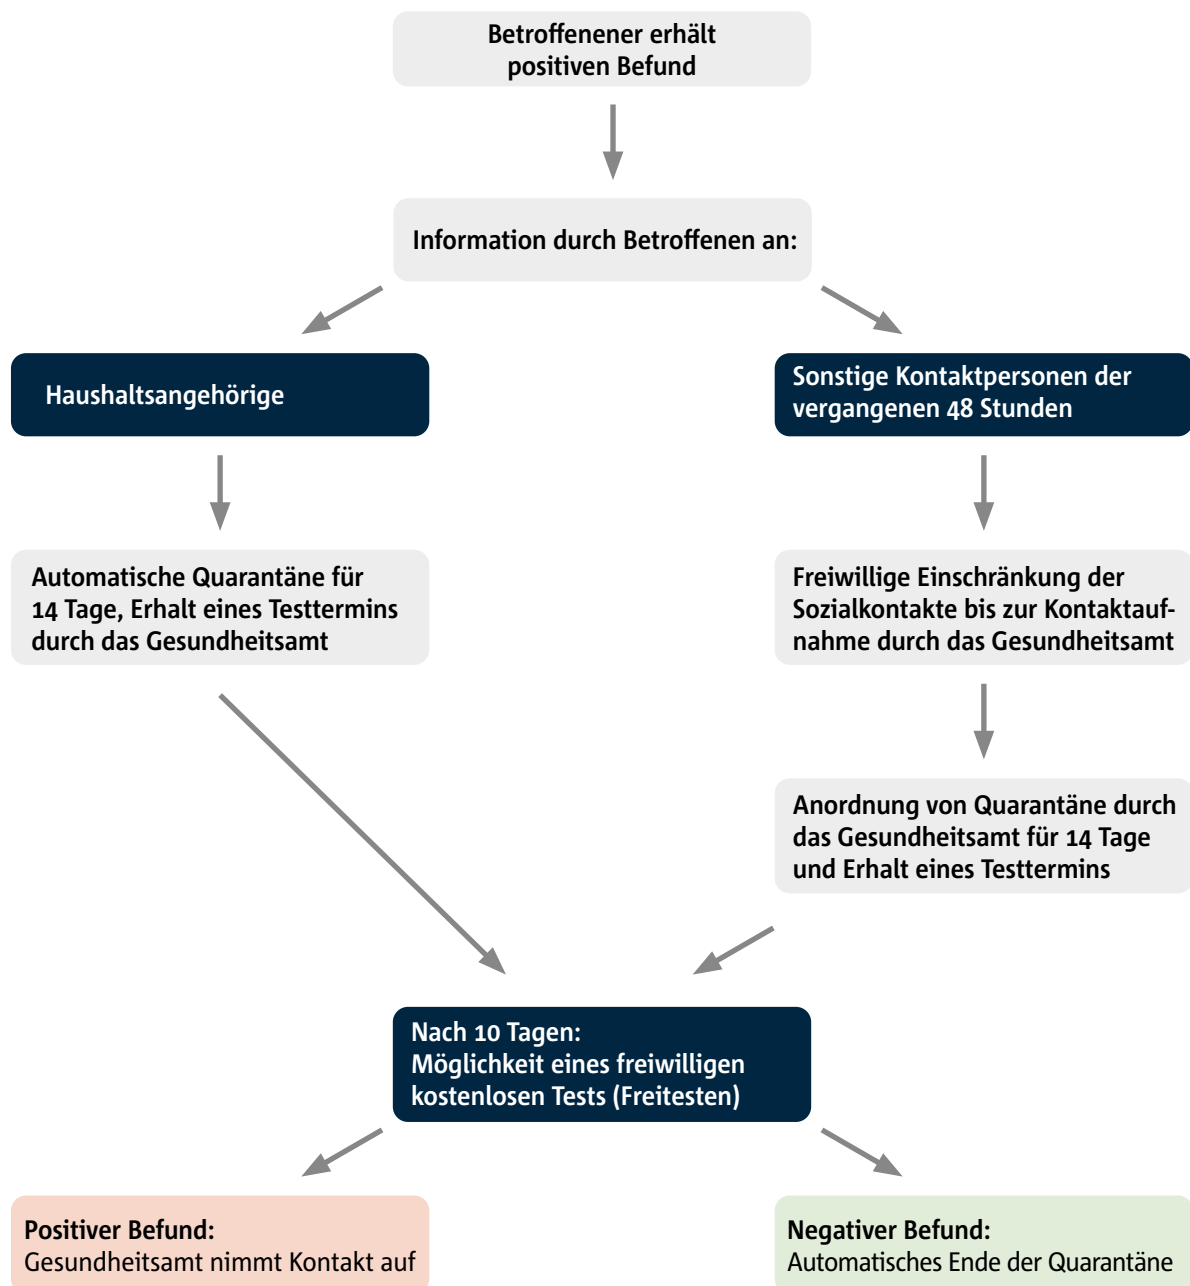 Betroffenener erhält
positiven Befund
Information durch Betroffenen an:
Haushaltsangehörige
Sonstige Kontaktpersonen der
vergangenen 48 Stunden
Automatische Quarantäne für
14 Tage, Erhalt eines Testtermins
durch das Gesundheitsamt
Freiwillige Einschränkung der
Sozialkontakte bis zur Kontaktauf-
nahme durch das Gesundheitsamt
Anordnung von Quarantäne durch
das Gesundheitsamt für 14 Tage
und Erhalt eines Testtermins
Nach 10 Tagen:
Möglichkeit eines freiwilligen
kostenlosen Tests (Freitesten)
Positiver Befund:
Gesundheitsamt nimmt Kontakt auf
Negativer Befund:
Automatisches Ende der Quarantäne